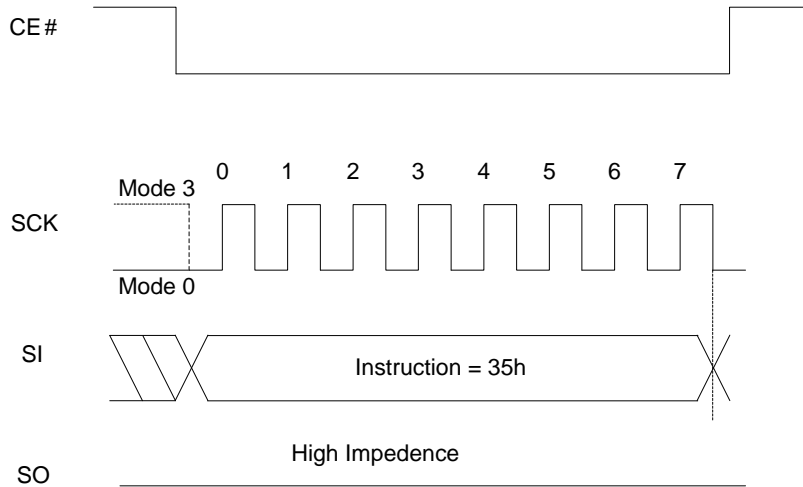 CE #
0 1 2 3 4 5 6 7
Mode 3
SCK
Mode 0
SI
Instruction = 35h
High Impedence
SO